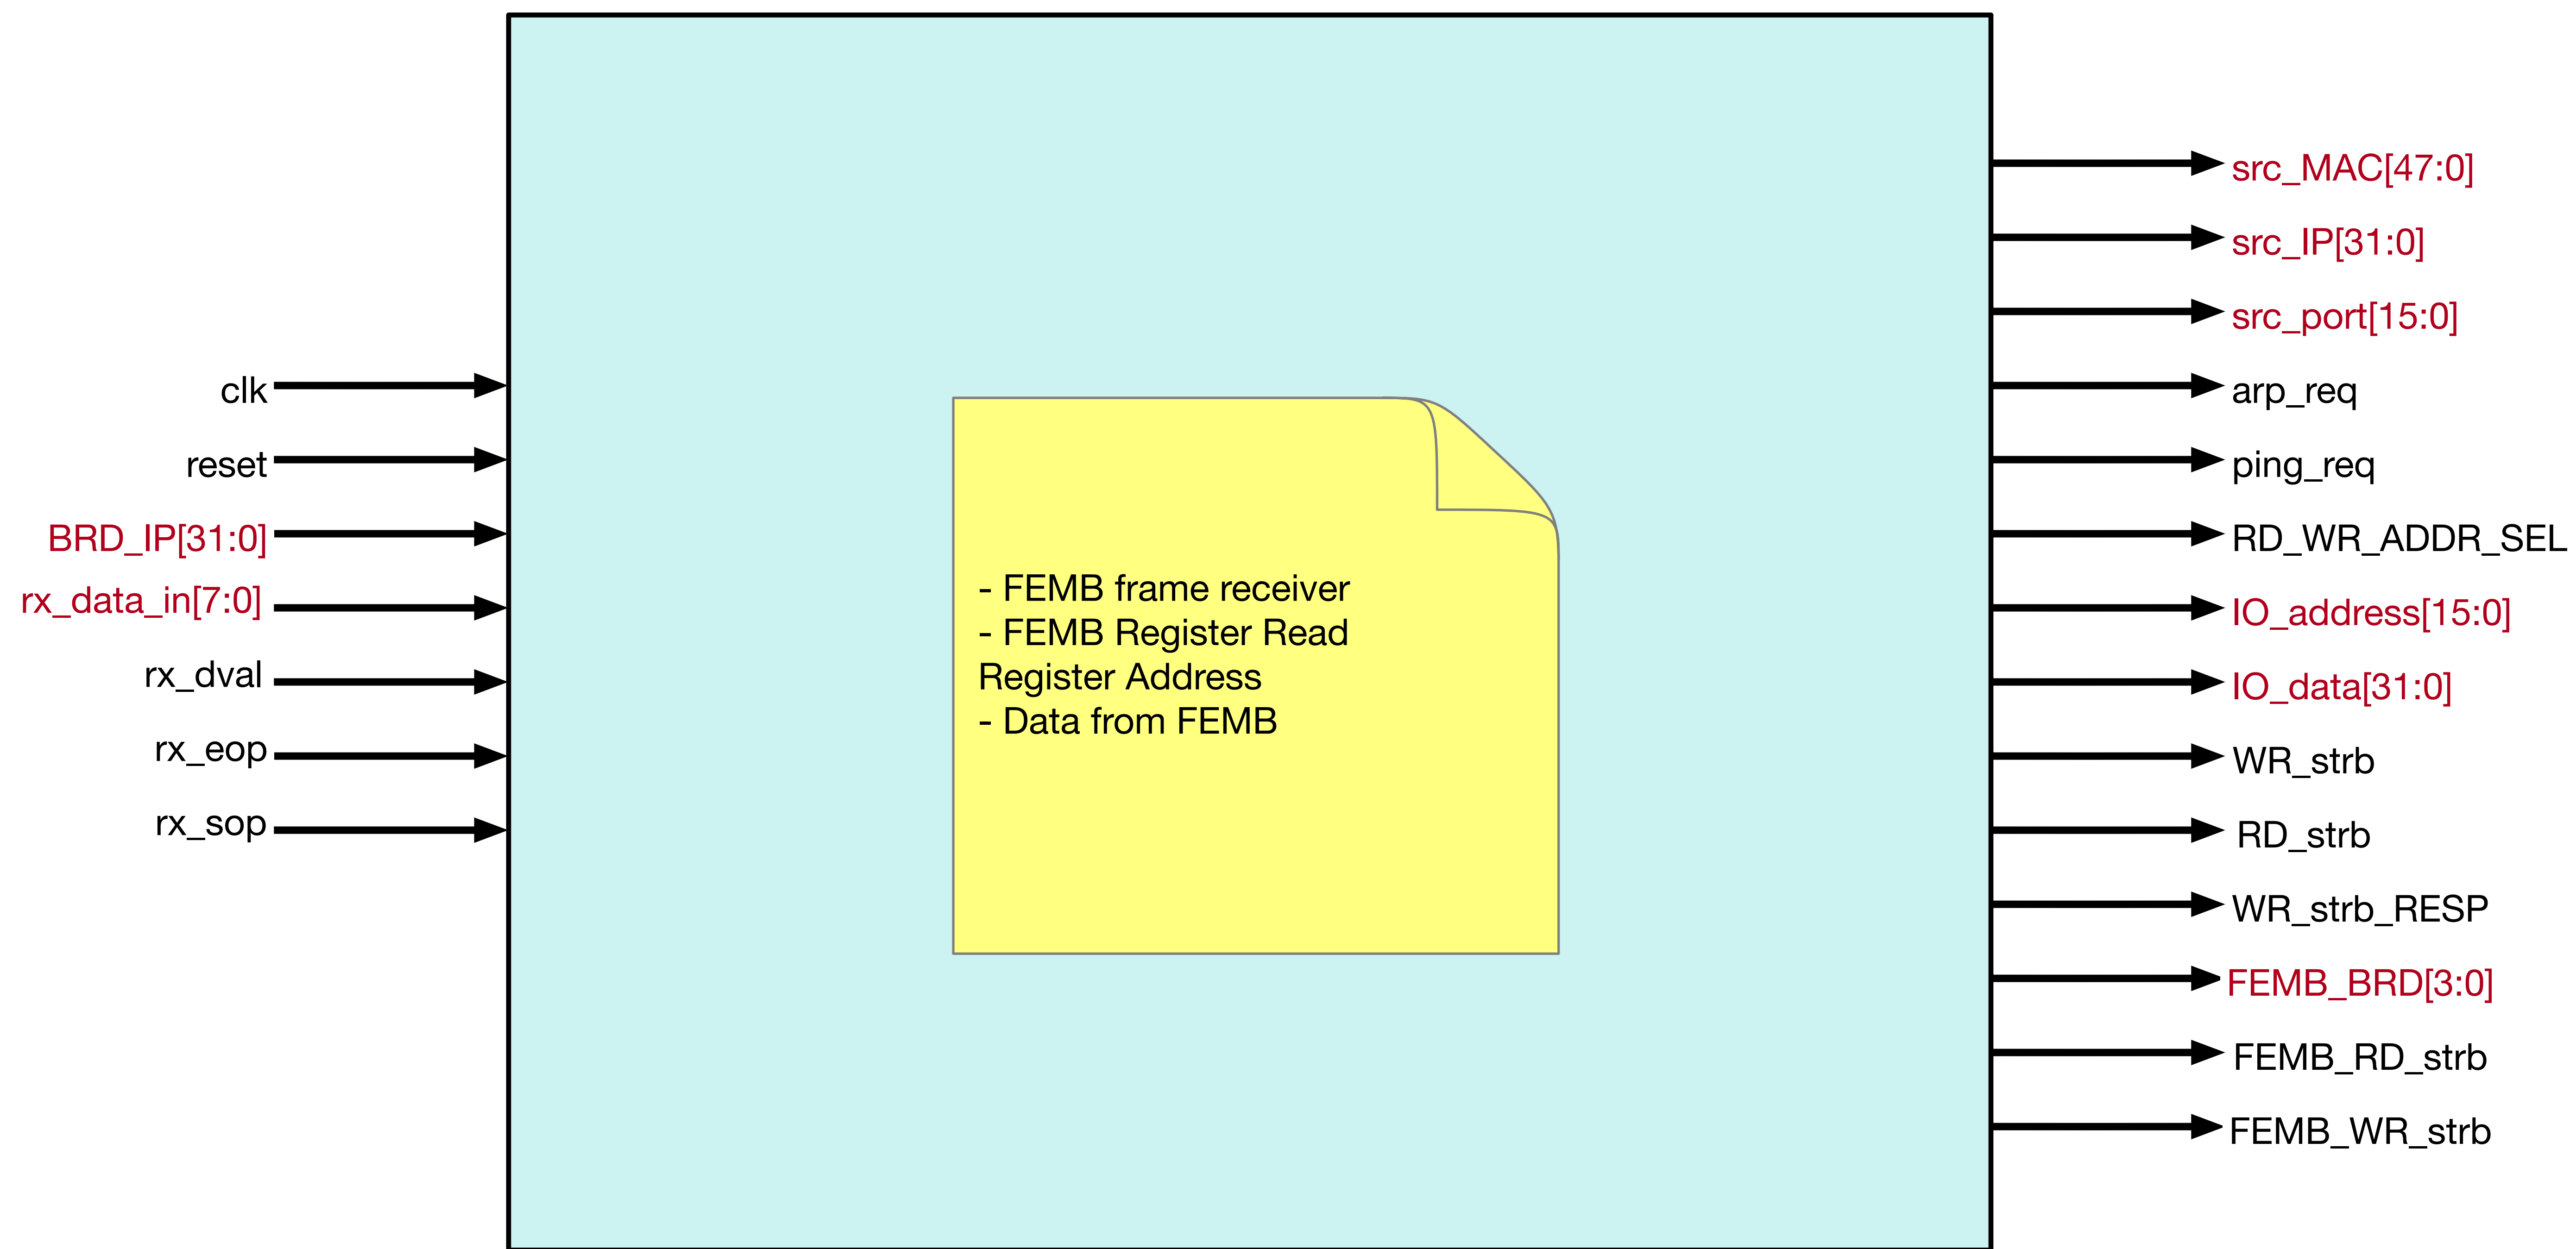 clk
reset
BRD_IP[31:0]
rx_data_in[7:0]
rx_dval
rx_eop
rx_sop
- FEMB frame receiver
- FEMB Register Read
Register Address
- Data from FEMB
src_MAC[47:0]
src_IP[31:0]
src_port[15:0]
arp_req
ping_req
RD_WR_ADDR_SEL
IO_address[15:0]
IO_data[31:0]
WR_strb
RD_strb
WR_strb_RESP
FEMB_BRD[3:0]
FEMB_RD_strb
FEMB_WR_strb